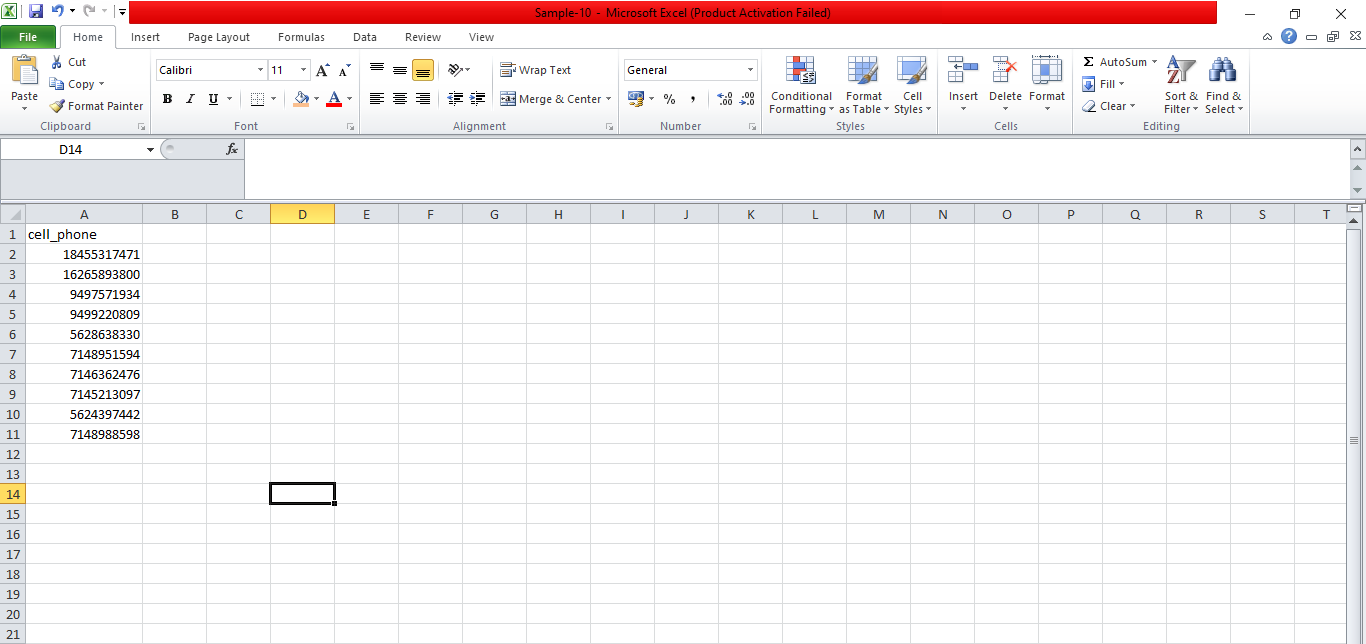 Sample-10 - Microsoft Excel (Product Activation Failed)
File Home Insert Page Layout Formulas Data Review View
Paste
Cut
Copy
Format Painter
Clipboard
Calibri 11
B I U
Font
Wrap Text
Merge & Center
Alignment
General
% ,
Number
Conditional Formatting
Format as Table
Cell Styles
Styles
Insert Delete Format
Cells
AutoSum
Fill
Clear
Sort & Filter
Find & Select
Editing
D14 fx
A B C D E F G H I J K L M N O P Q R S T
1 cell_phone
2 18455317471
3 16265893800
4 9497571934
5 9499220809
6 5628638330
7 7148951594
8 7146362476
9 7145213097
10 5624397442
11 7148988598
12
13
14
15
16
17
18
19
20
21